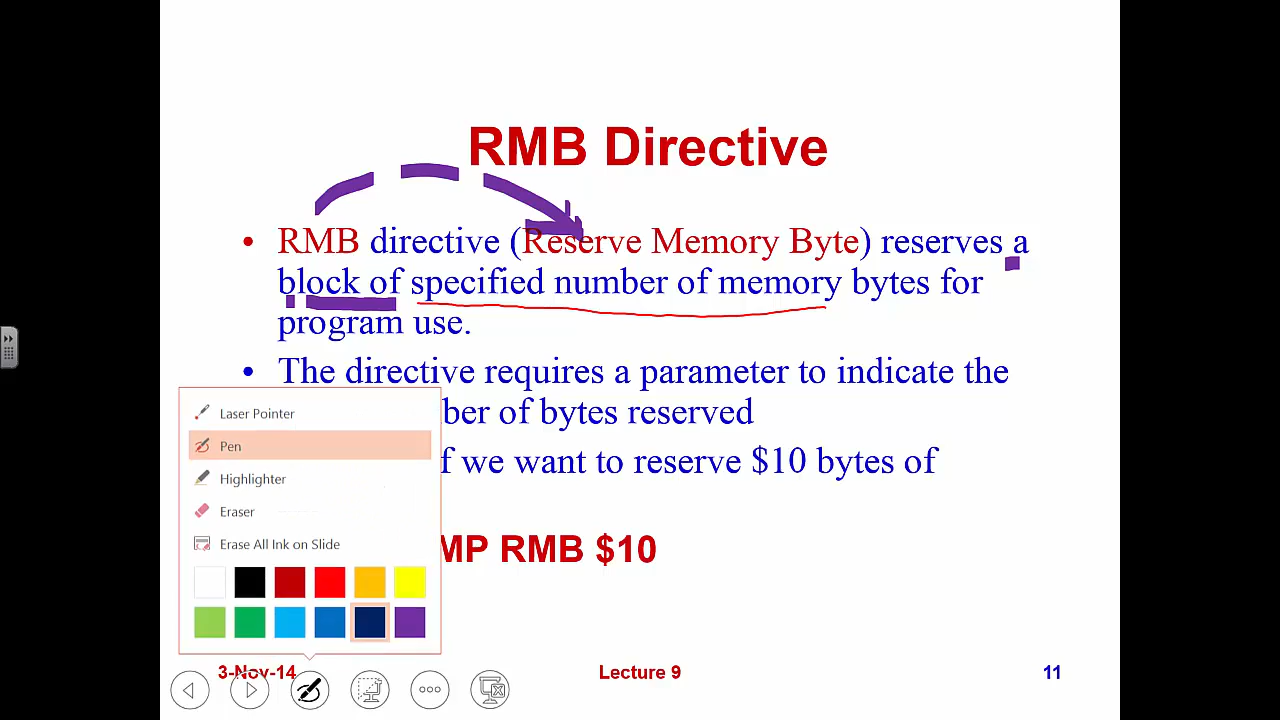 RMB Directive
• RMB directive (Reserve Memory Byte) reserves a
block of specified number of memory bytes for
program use.
• The directive requires a parameter to indicate the
ber of bytes reserved
f we want to reserve $10 bytes of
MP RMB $10
Laser Pointer
Pen
Highlighter
Eraser
Erase All Ink on Slide
3-Nov-14
Lecture 9
11